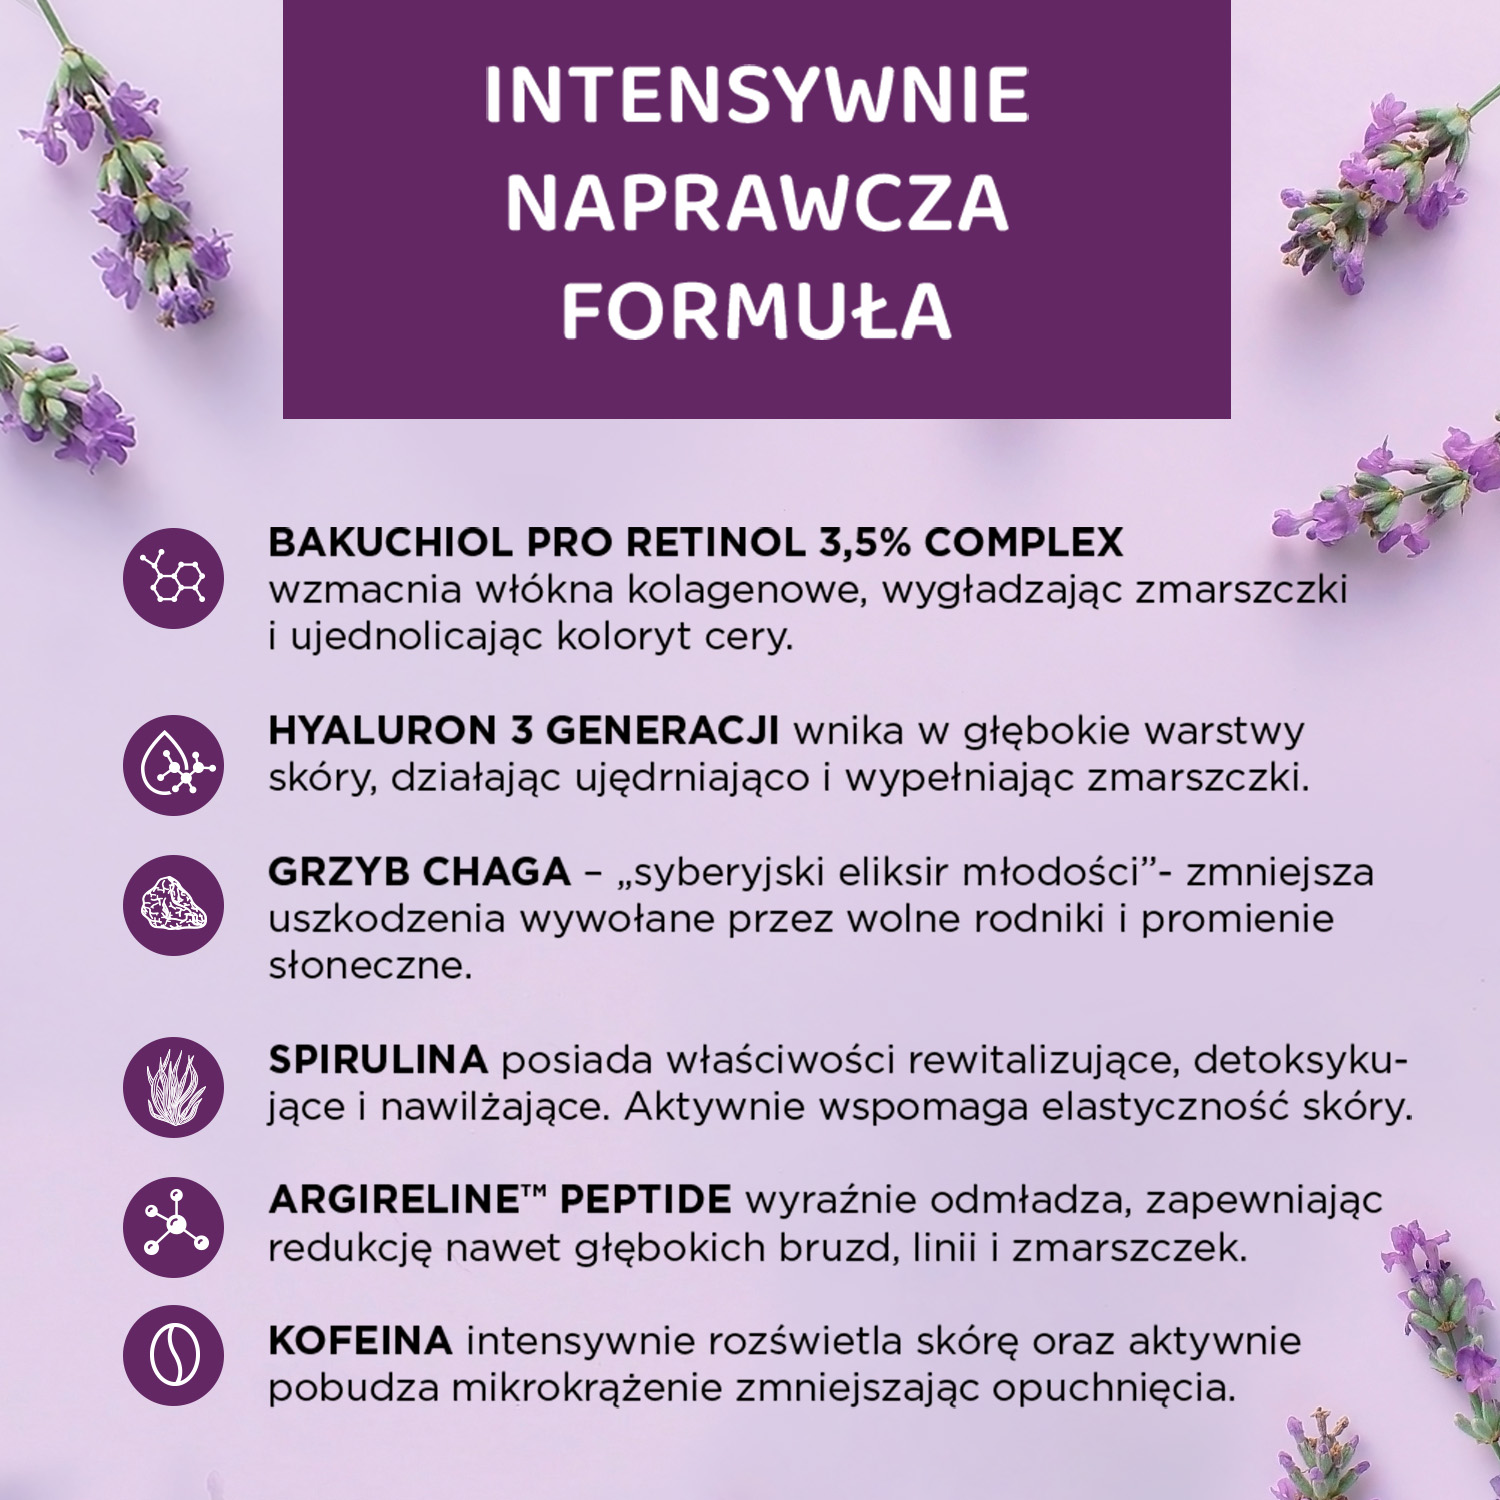 INTENSYWNIE
NAPRAWCZA
FORMUŁA
BAKUCHIOL PRO RETINOL 3,5% COMPLEX
wzmacnia włókna kolagenowe, wygładzając zmarszczki
i ujednolicając koloryt cery.
HYALURON 3 GENERACJI wnika w głębokie warstwy
skóry, działając ujędrniająco i wypełniając zmarszczki.
GRZYB CHAGA – „syberyjski eliksir młodości”- zmniejsza
uszkodzenia wywołane przez wolne rodniki i promienie
słoneczne.
SPIRULINA posiada właściwości rewitalizujące, detoksyku-
jące i nawilżające. Aktywnie wspomaga elastyczność skóry.
ARGIRELINE™ PEPTIDE wyraźnie odmładza, zapewniając
redukcję nawet głębokich bruzd, linii i zmarszczek.
KOFEINA intensywnie rozświetla skórę oraz aktywnie
pobudza mikrokrążenie zmniejszając opuchnięcia.